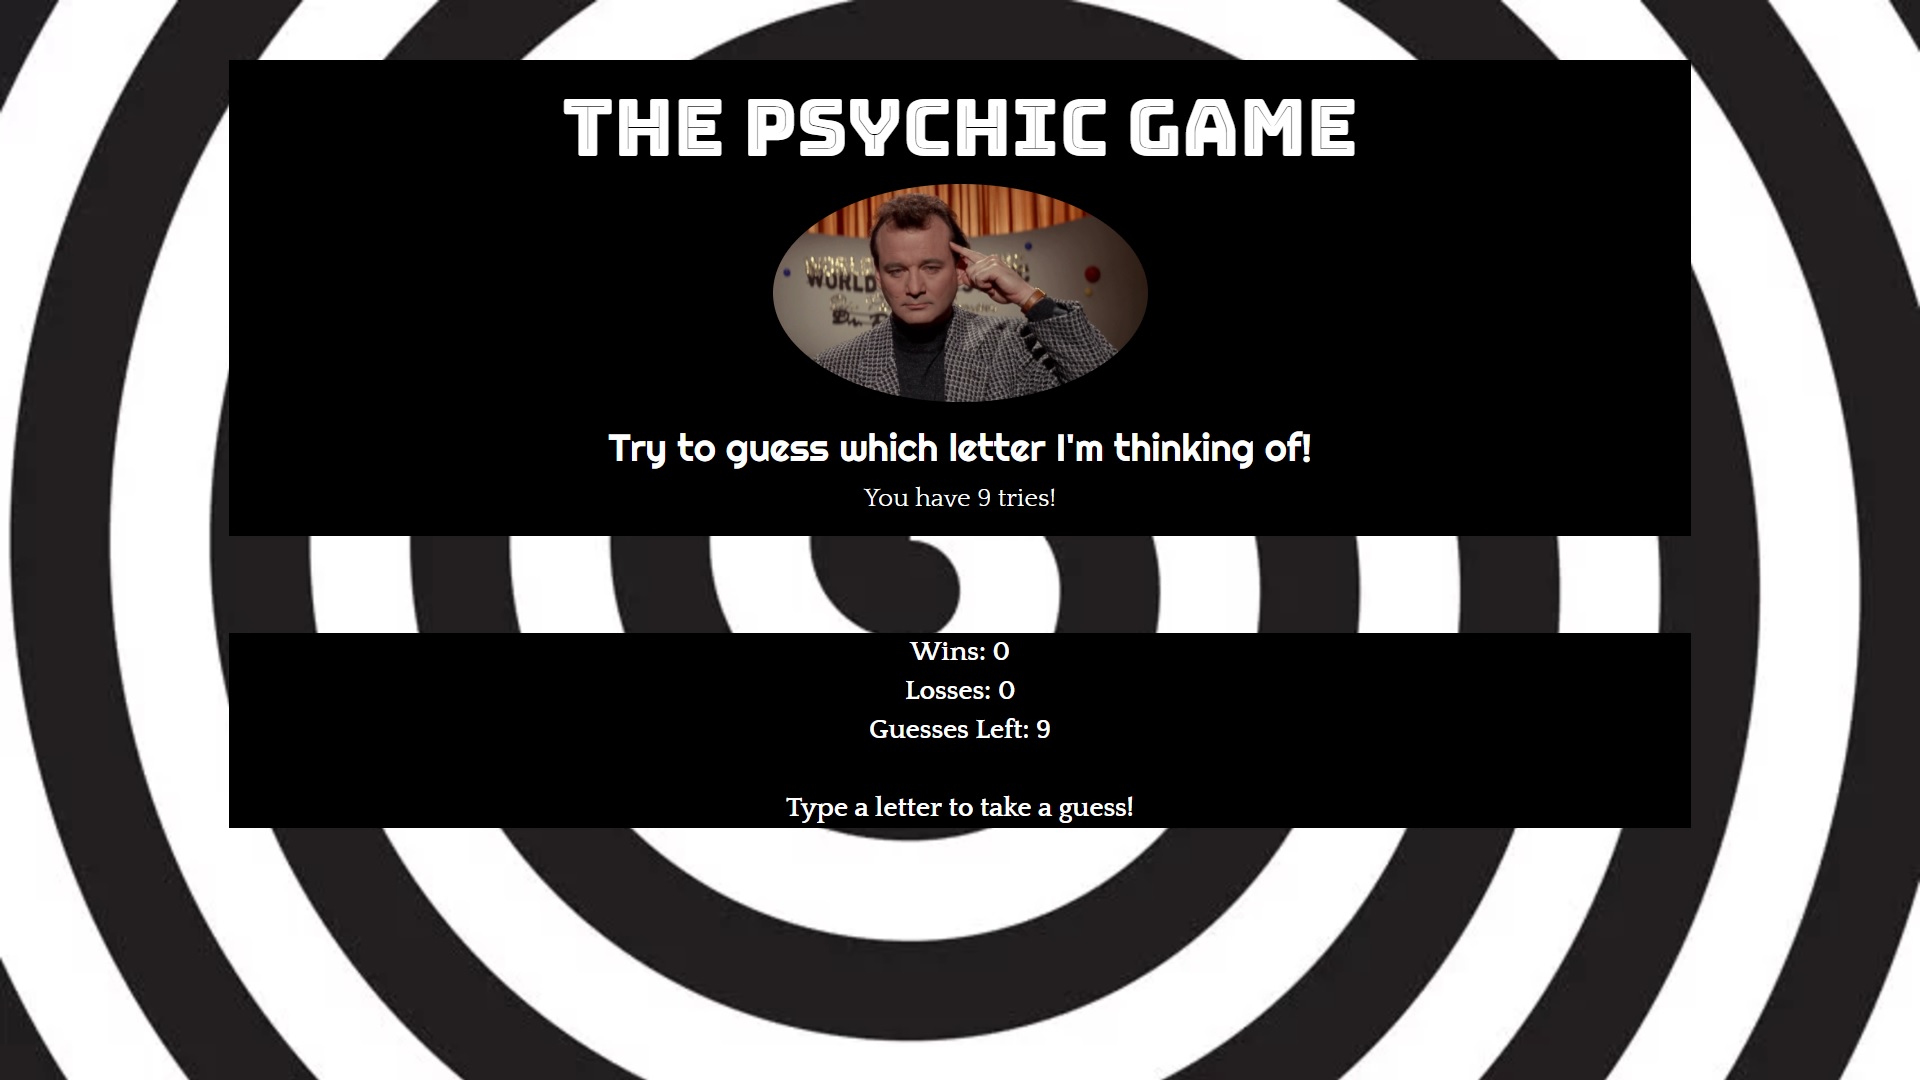 THE PSYCHIC GAME
WORLD
Try to guess which letter I'm thinking of!
You have 9 tries!
Wins: 0
Losses: 0
Guesses Left: 9
Type a letter to take a guess!